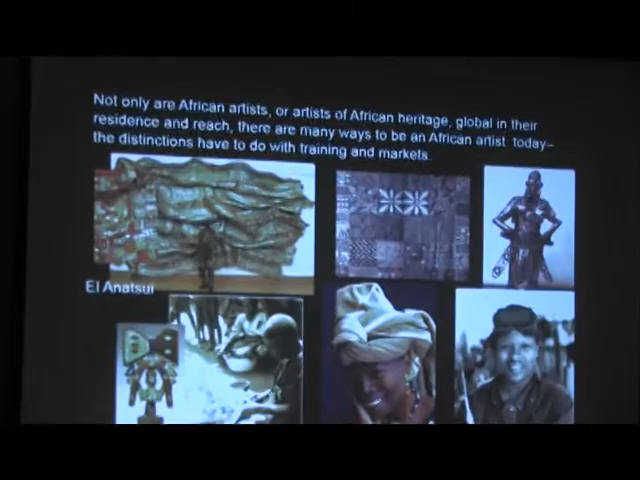 Not only are African artists, or artists of African heritage, global in their
residence and reach, there are many ways to be an African artist today–
the distinctions have to do with training and markets.
El Anatsui